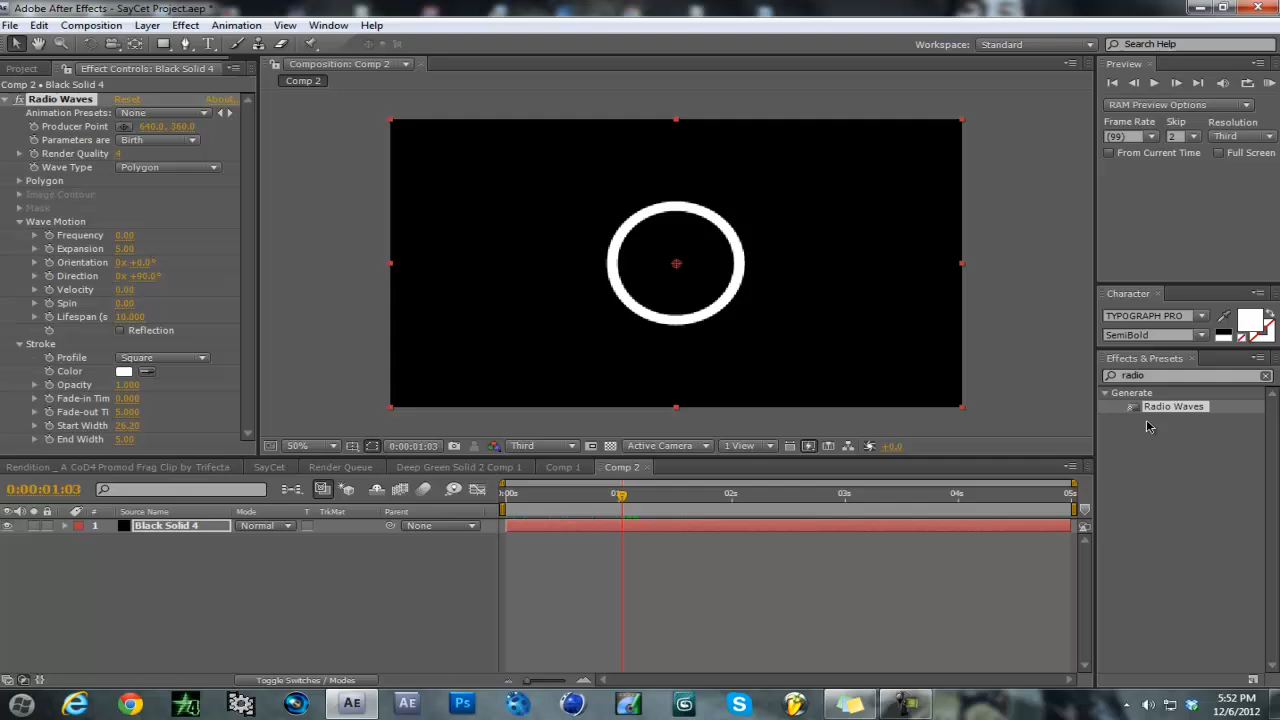 Adobe After Effects - SayCet Project.aep *
File Edit Composition Layer Effect Animation View Window Help
Workspace: Standard Search Help
Project Effect Controls: Black Solid 4
Comp 2 • Black Solid 4
fx Radio Waves Reset About...
Animation Presets: None
Producer Point 640.0, 360.0
Parameters are Birth
Render Quality 4
Wave Type Polygon
Polygon
Image Contour
Mask
Wave Motion
Frequency 0.00
Expansion 5.00
Orientation 0x +0.0°
Direction 0x +90.0°
Velocity 0.00
Spin 0.00
Lifespan (s 10.000
Reflection
Stroke
Profile Square
Color
Opacity 1.000
Fade-in Tim 0.000
Fade-out Ti 5.000
Start Width 26.20
End Width 5.00
Composition: Comp 2
Comp 2
50% 0:00:01:03 Third Active Camera 1 View +0.0
Preview
RAM Preview Options
Frame Rate Skip Resolution
(99) 2 Third
From Current Time Full Screen
Character
TYPOGRAPH PRO
SemiBold
Effects & Presets
radio
Generate
Radio Waves
Rendition _ A CoD4 Promod Frag Clip by Trifecta SayCet Render Queue Deep Green Solid 2 Comp 1 Comp 1 Comp 2
0:00:01:03
:00s 01 02s 03s 04s 05s
# Source Name Mode T TrkMat Parent
1 Black Solid 4 Normal None
Toggle Switches / Modes
AE AE Ps
5:52 PM
12/6/2012